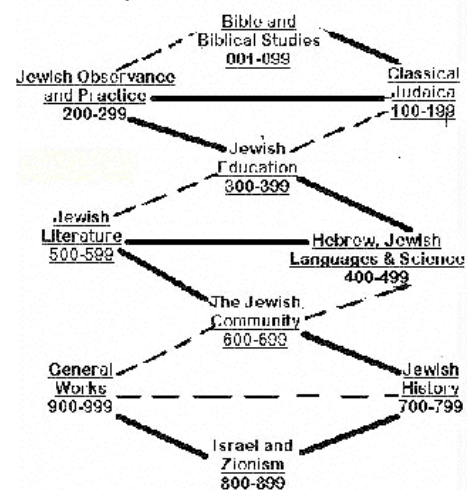 Bible and
Biblical Studies
001-099
Classical
Judaica
100-199
Jewish Observance
and Practice
200-299
Jewish
Education
300-399
Jewish
Literature
500-599
Hebrew, Jewish
Languages & Science
400-499
The Jewish
Community
600-699
General
Works
900-999
Jewish
History
700-799
Israel and
Zionism
800-899